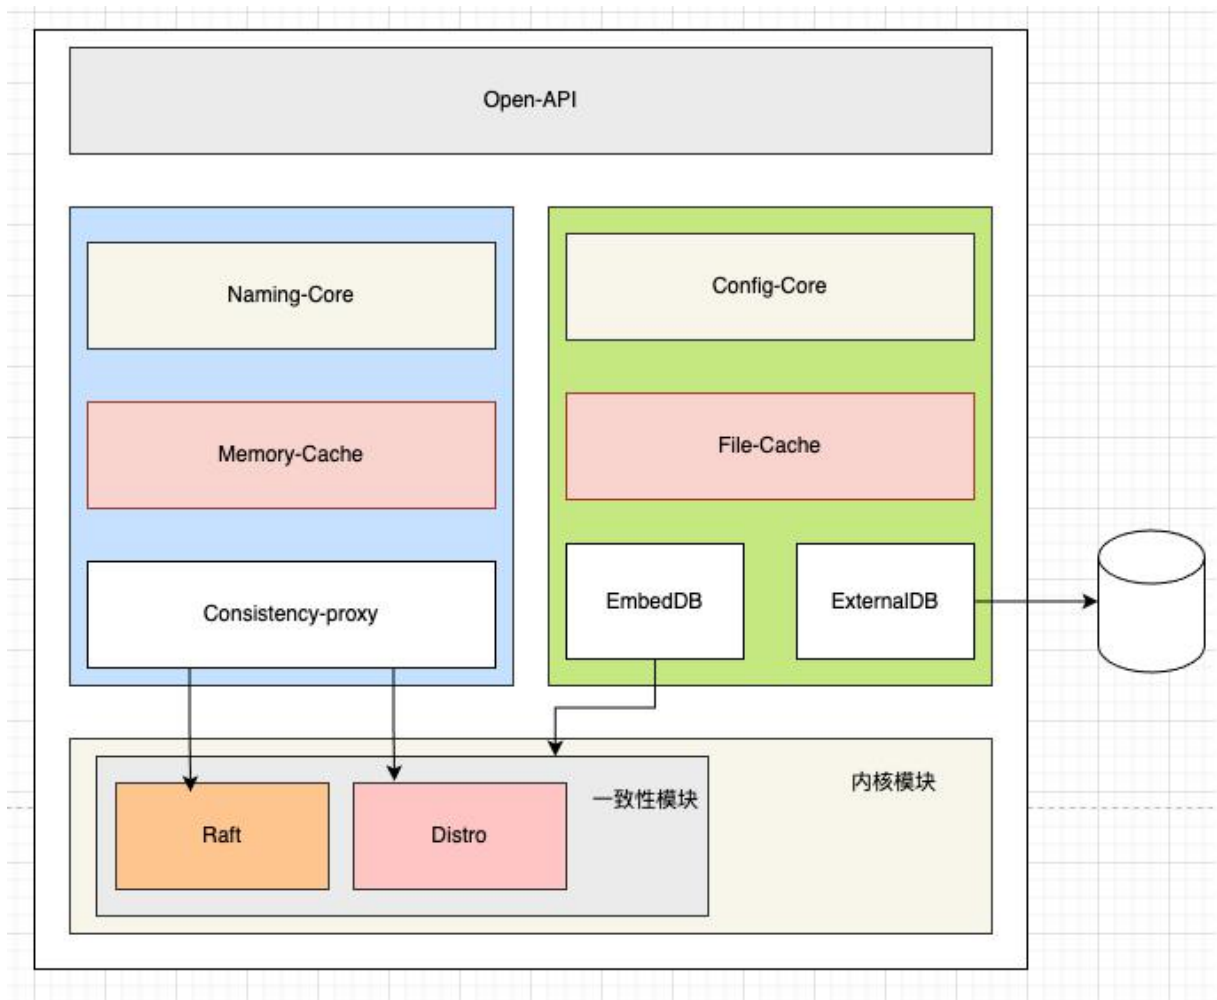 Open-API
Naming-Core
Config-Core
Memory-Cache
File-Cache
Consistency-proxy
EmbedDB
ExternalDB
内核模块
一致性模块
Raft
Distro